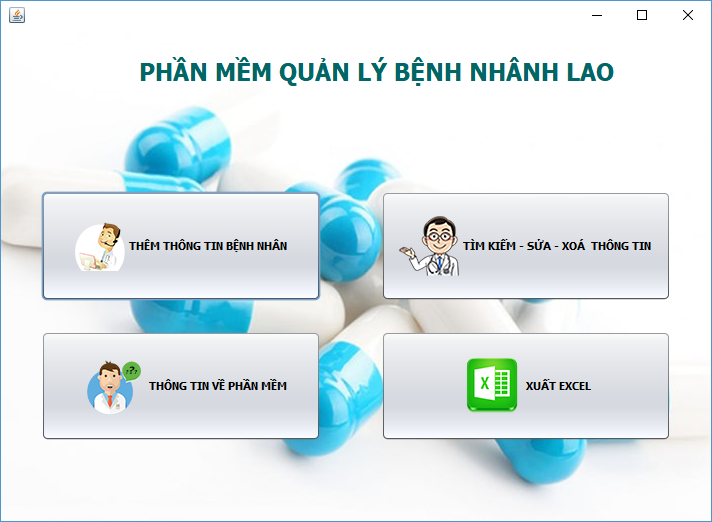 PHẦN MỀM QUẢN LÝ BỆNH NHÂNH LAO
THÊM THÔNG TIN BỆNH NHÂN
TÌM KIẾM - SỬA - XOÁ THÔNG TIN
THÔNG TIN VỀ PHẦN MỀM
XUẤT EXCEL